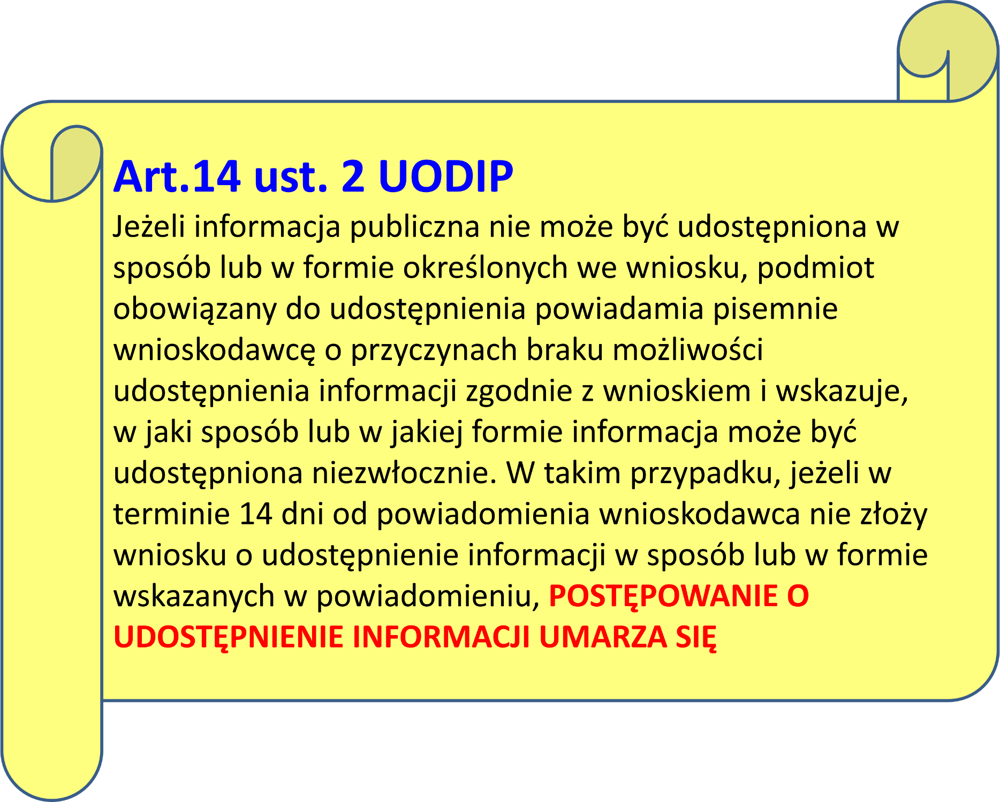 Art.14 ust. 2 UODIP
Jeżeli informacja publiczna nie może być udostępniona w
sposób lub w formie określonych we wniosku, podmiot
obowiązany do udostępnienia powiadamia pisemnie
wnioskodawcę o przyczynach braku możliwości
udostępnienia informacji zgodnie z wnioskiem i wskazuje,
w jaki sposób lub w jakiej formie informacja może być
udostępniona niezwłocznie. W takim przypadku, jeżeli w
terminie 14 dni od powiadomienia wnioskodawca nie złoży
wniosku o udostępnienie informacji w sposób lub w formie
wskazanych w powiadomieniu, POSTĘPOWANIE O
UDOSTĘPNIENIE INFORMACJI UMARZA SIĘ